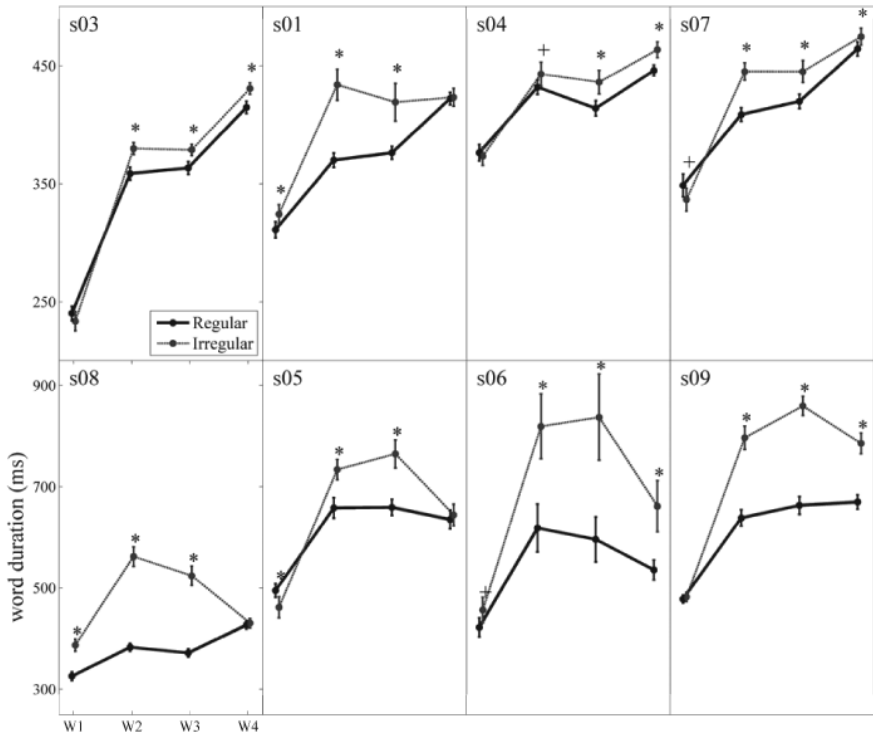 s03 s01 s04 s07
* * * * * * + * * + * * *
450
350
250
Regular
Irregular
s08 s05 s06 s09
* * * * * * + * * * * * *
900
700
500
300
word duration (ms)
W1 W2 W3 W4